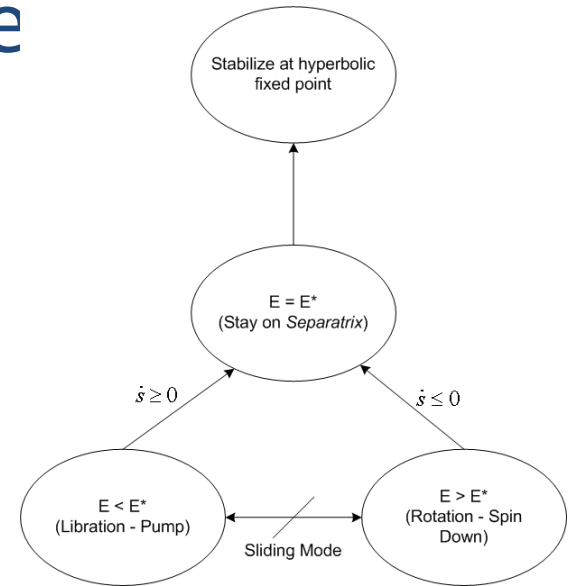 e
Stabilize at hyperbolic
fixed point
E = E*
(Stay on Separatrix)
ṡ ≥ 0
ṡ ≤ 0
E < E*
(Libration - Pump)
E > E*
(Rotation - Spin
Down)
Sliding Mode